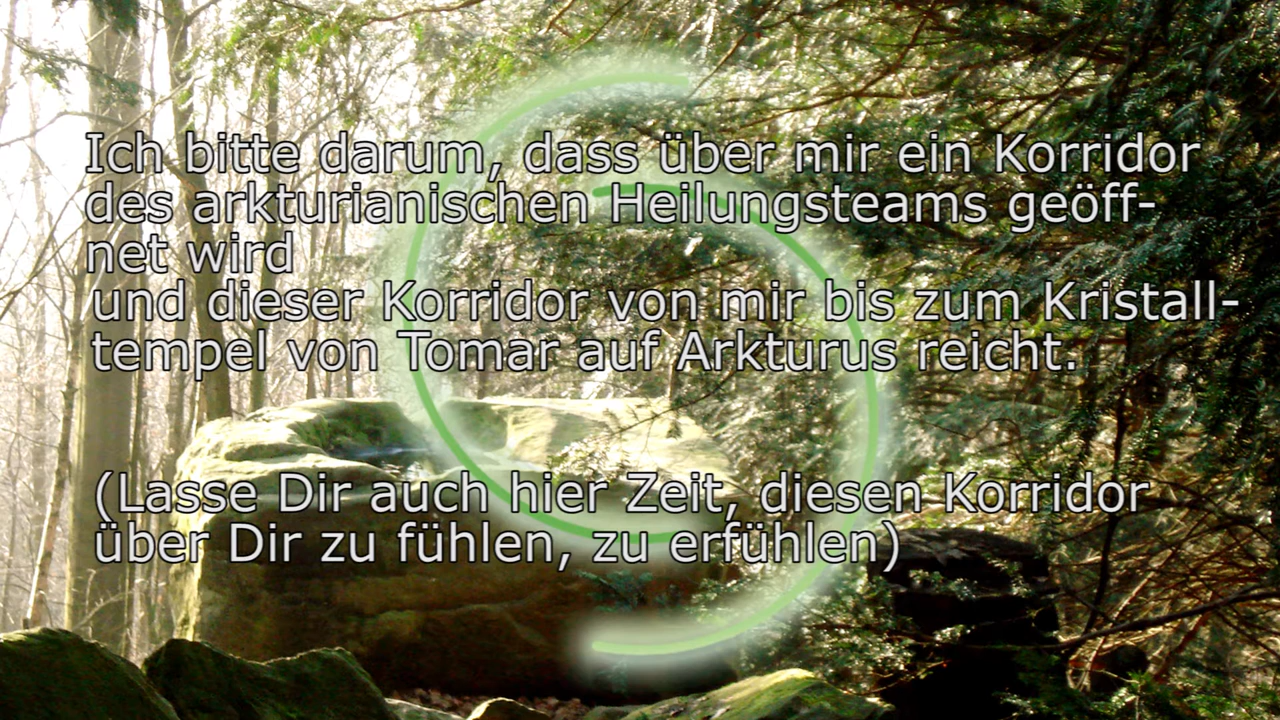 Ich bitte darum, dass über mir ein Korridor
des arkturianischen Heilungsteams geöff-
net wird
und dieser Korridor von mir bis zum Kristall-
tempel von Tomar auf Arkturus reicht.
(Lasse Dir auch hier Zeit, diesen Korridor
über Dir zu fühlen, zu erfühlen)